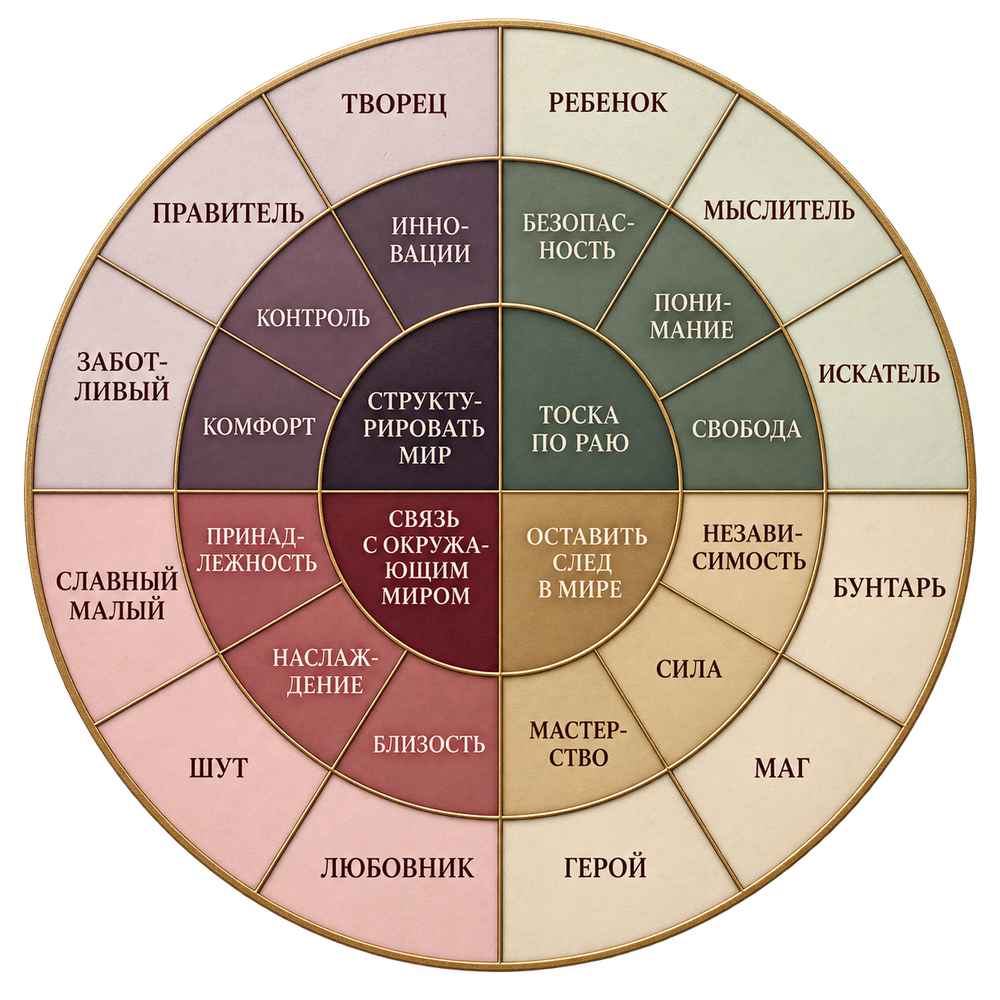 ТВОРЕЦ
РЕБЕНОК
ПРАВИТЕЛЬ
МЫСЛИТЕЛЬ
ИННО-
ВАЦИИ
БЕЗОПАС-
НОСТЬ
КОНТРОЛЬ
ПОНИ-
МАНИЕ
ЗАБОТ-
ЛИВЫЙ
ИСКАТЕЛЬ
КОМФОРТ
СТРУКТУ-
РИРОВАТЬ
МИР
ТОСКА
ПО РАЮ
СВОБОДА
ПРИНАД-
ЛЕЖНОСТЬ
СВЯЗЬ
С ОКРУЖА-
ЮЩИМ
МИРОМ
ОСТАВИТЬ
СЛЕД
В МИРЕ
НЕЗАВИ-
СИМОСТЬ
СЛАВНЫЙ
МАЛЫЙ
БУНТАРЬ
НАСЛАЖ-
ДЕНИЕ
СИЛА
БЛИЗОСТЬ
МАСТЕР-
СТВО
ШУТ
МАГ
ЛЮБОВНИК
ГЕРОЙ